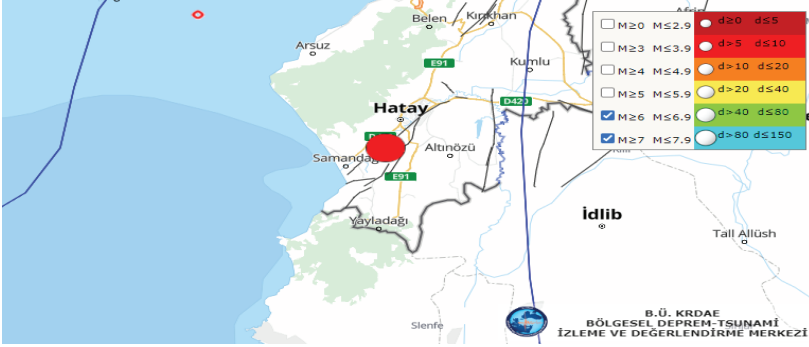 Belen
Kırıkhan
Afrin
Arsuz
E91
Kumlu
Hatay
D420
Altınözü
E91
Yayladağı
İdlib
Tall Allūsh
Slenfe
M≥0 M≤2.9
M≥3 M≤3.9
M≥4 M≤4.9
M≥5 M≤5.9
M≥6 M≤6.9
M≥7 M≤7.9
d≥0 d≤5
d>5 d≤10
d>10 d≤20
d>20 d≤40
d>40 d≤80
d>80 d≤150
B.Ü. KRDAE
BÖLGESEL DEPREM-TSUNAMİ
İZLEME VE DEĞERLENDİRME MERKEZİ